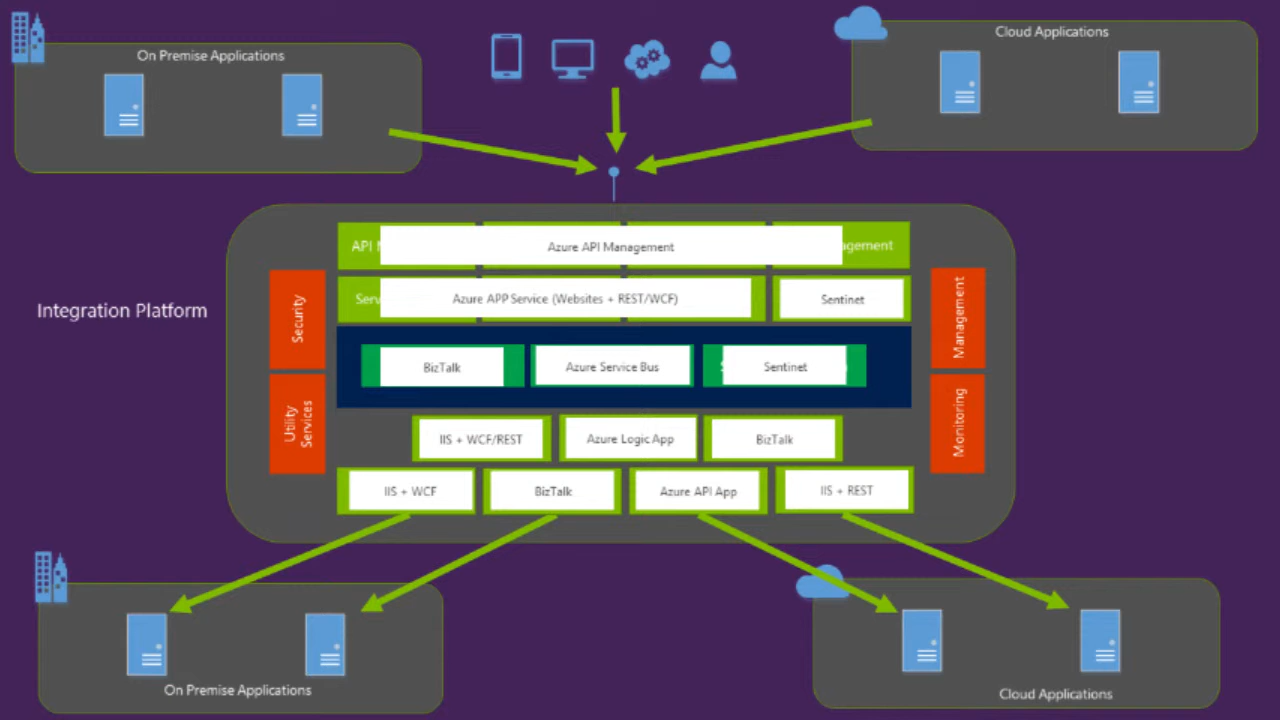 On Premise Applications
Cloud Applications
Integration Platform
API
Azure API Management
agement
Azure APP Service (Websites + REST/WCF)
Sentinet
Security
Management
BizTalk
Azure Service Bus
Sentinet
Utility
Services
Monitoring
IIS + WCF/REST
Azure Logic App
BizTalk
IIS + WCF
BizTalk
Azure API App
IIS + REST
On Premise Applications
Cloud Applications